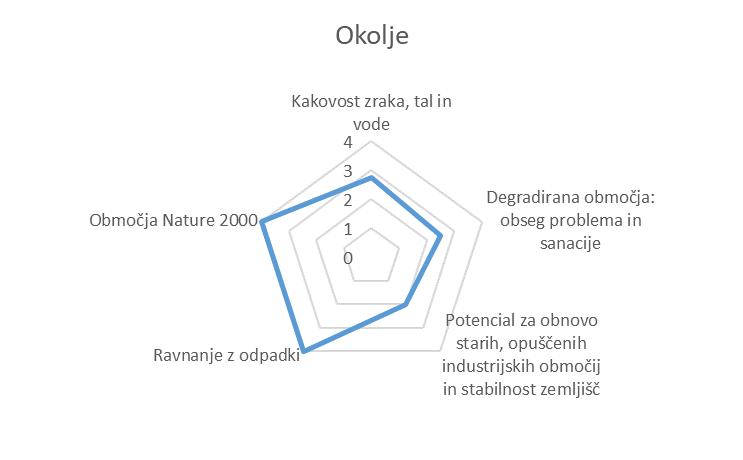 Okolje
Kakovost zraka, tal in
vode
4
3
2
1
0
Degradirana območja:
obseg problema in
sanacije
Potencial za obnovo
starih, opuščenih
industrijskih območij
in stabilnost zemljišč
Ravnanje z odpadki
Območja Nature 2000